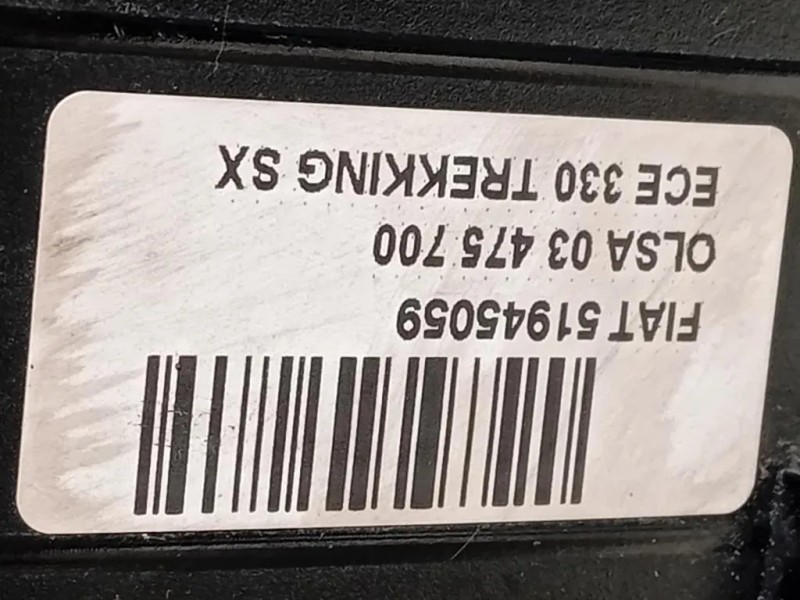 FIAT 51945059
OLSA 03 475 700
ECE 330 TREKKING SX